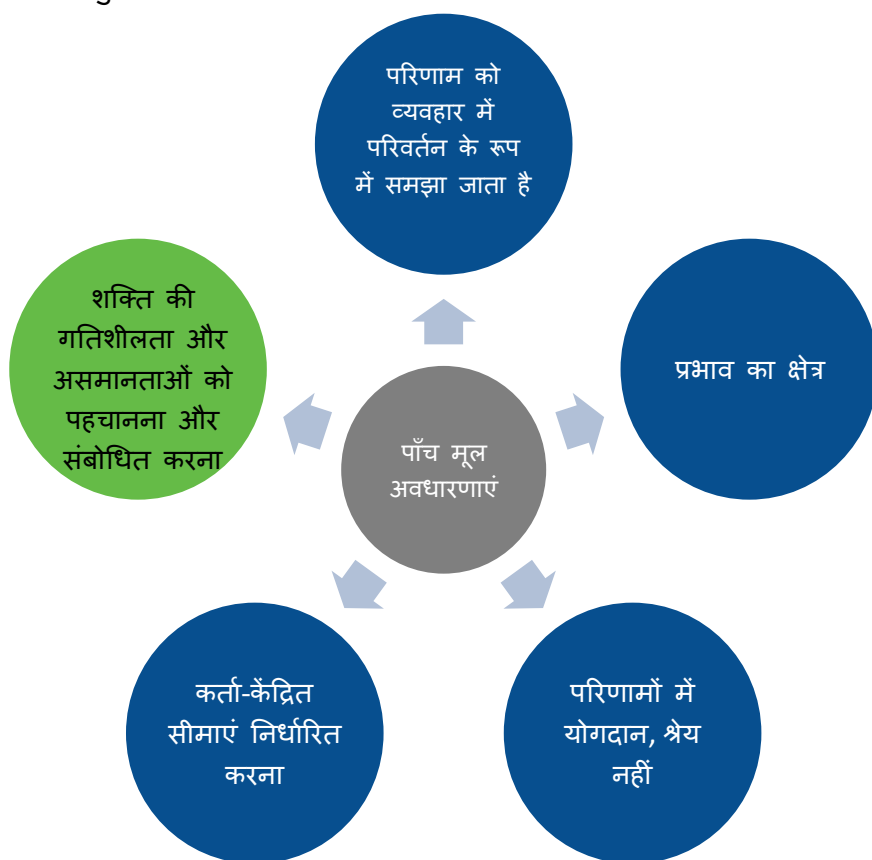 परिणाम को
व्यवहार में
परिवर्तन के रूप
में समझा जाता है
शक्ति की
गतिशीलता और
असमानताओं को
पहचानना और
संबोधित करना
प्रभाव का क्षेत्र
पाँच मूल
अवधारणाएं
कर्ता-केंद्रित
सीमाएं निर्धारित
करना
परिणामों में
योगदान, श्रेय
नहीं